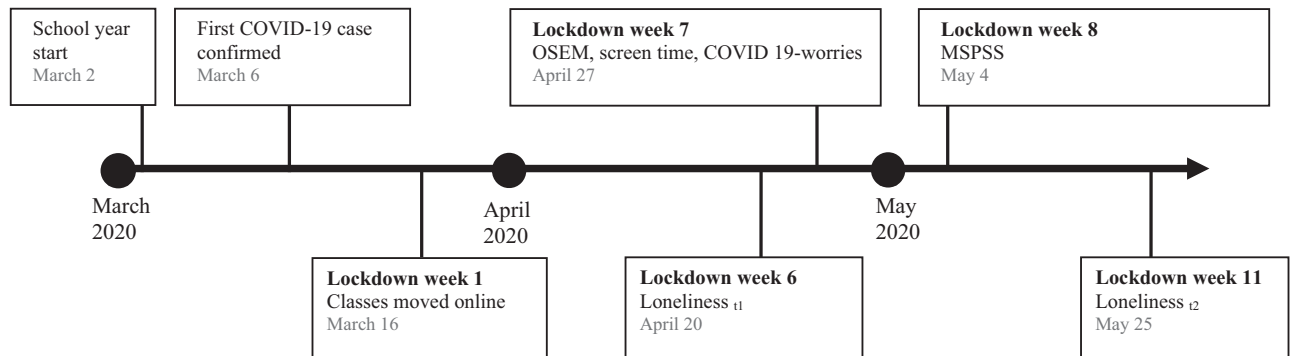 School year
start
March 2
First COVID-19 case
confirmed
March 6
Lockdown week 7
OSEM, screen time, COVID 19-worries
April 27
Lockdown week 8
MSPSS
May 4
March
2020
April
2020
May
2020
Lockdown week 1
Classes moved online
March 16
Lockdown week 6
Loneliness t1
April 20
Lockdown week 11
Loneliness t2
May 25